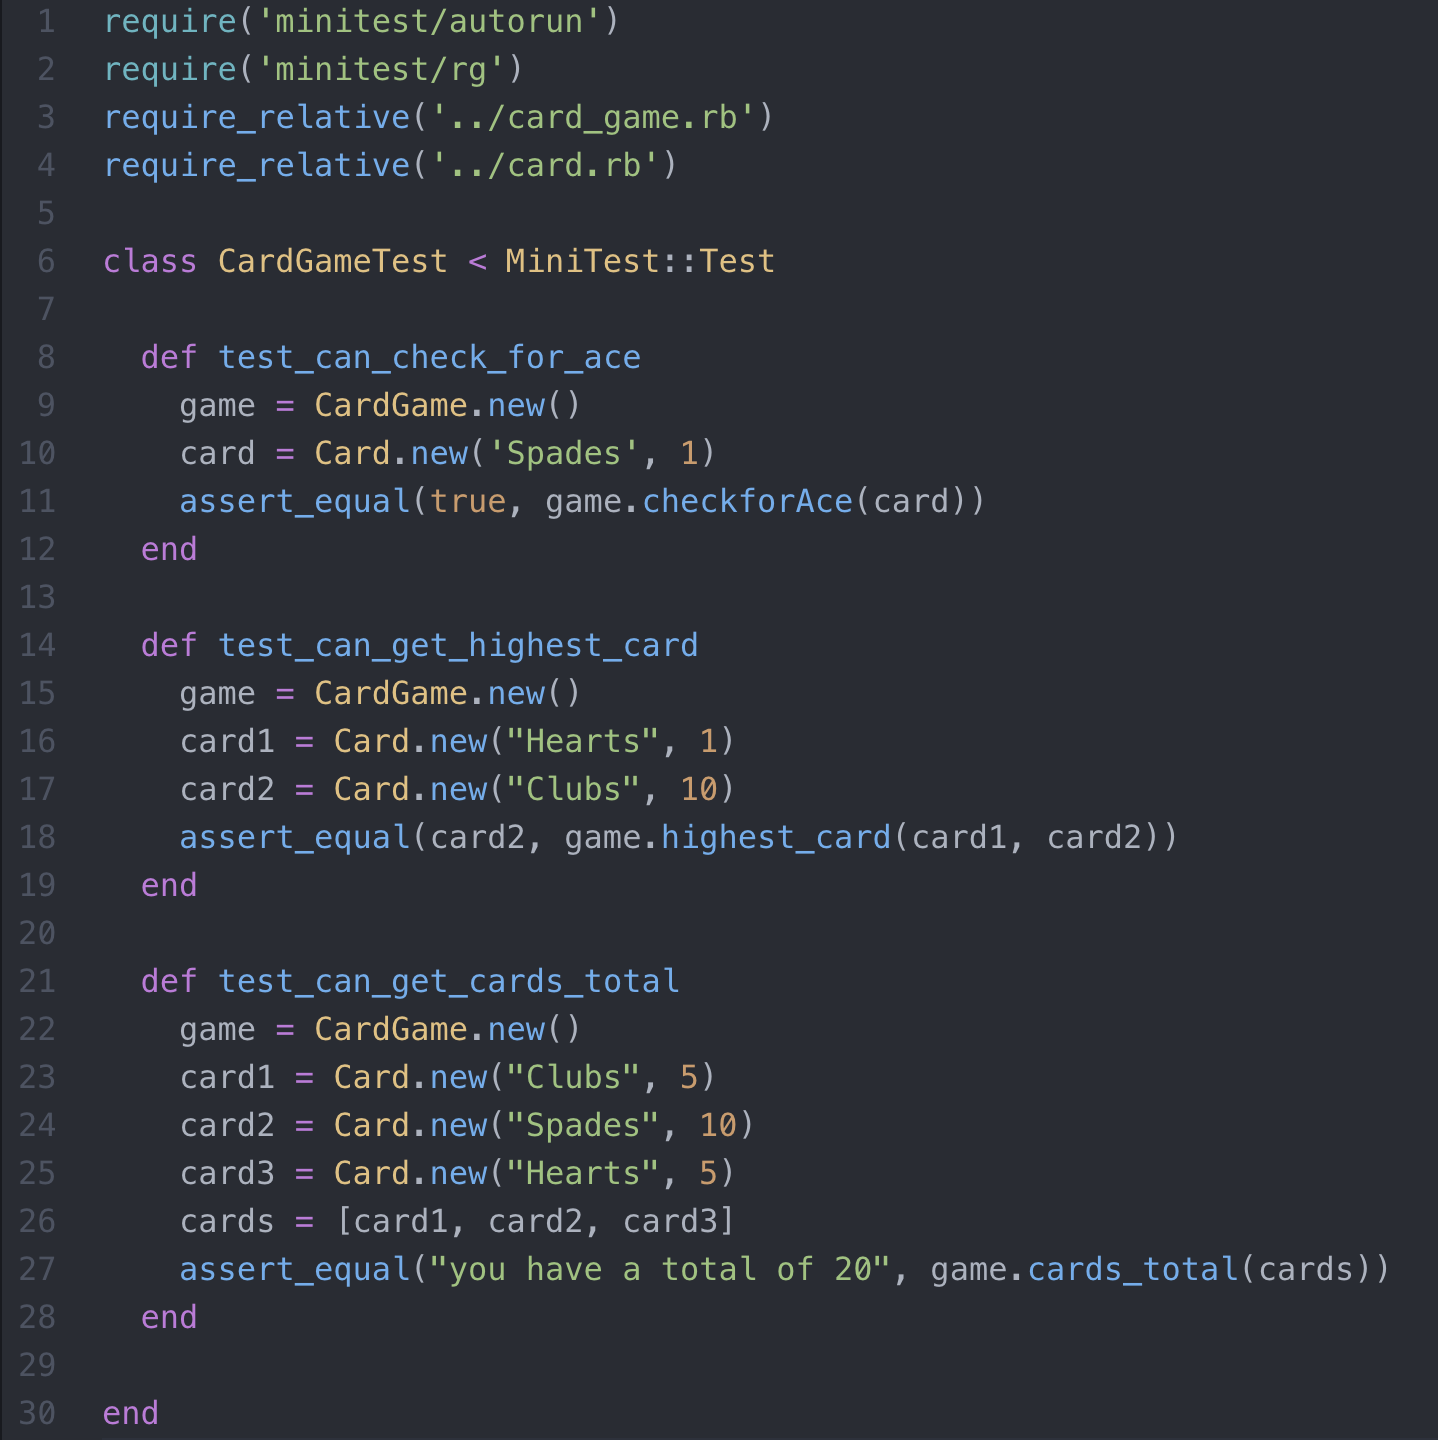 1 require('minitest/autorun')
2 require('minitest/rg')
3 require_relative('../card_game.rb')
4 require_relative('../card.rb')
5
6 class CardGameTest < MiniTest::Test
7
8   def test_can_check_for_ace
9     game = CardGame.new()
10     card = Card.new('Spades', 1)
11     assert_equal(true, game.checkforAce(card))
12   end
13
14   def test_can_get_highest_card
15     game = CardGame.new()
16     card1 = Card.new("Hearts", 1)
17     card2 = Card.new("Clubs", 10)
18     assert_equal(card2, game.highest_card(card1, card2))
19   end
20
21   def test_can_get_cards_total
22     game = CardGame.new()
23     card1 = Card.new("Clubs", 5)
24     card2 = Card.new("Spades", 10)
25     card3 = Card.new("Hearts", 5)
26     cards = [card1, card2, card3]
27     assert_equal("you have a total of 20", game.cards_total(cards))
28   end
29
30 end